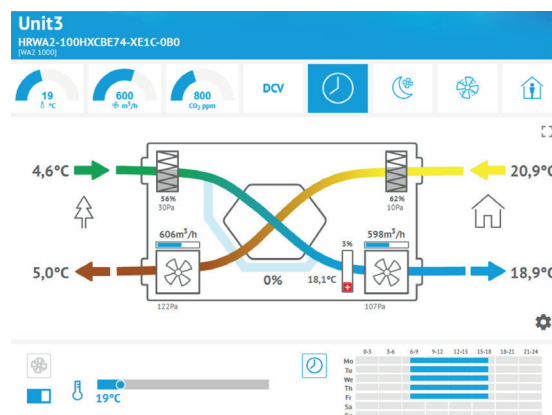 Unit3
HRWA2-100HXCBE74-XE1C-0B0
[WA2 1000]
19
°C
600
m³/h
800
CO₂ ppm
DCV
4,6°C
56%
30Pa
62%
10Pa
20,9°C
606m³/h
598m³/h
5,0°C
0%
18,1°C
3%
18,9°C
122Pa
107Pa
19°C
0-3 3-6 6-9 9-12 12-15 15-18 18-21 21-24
Mo
Tu
We
Th
Fr
Sa